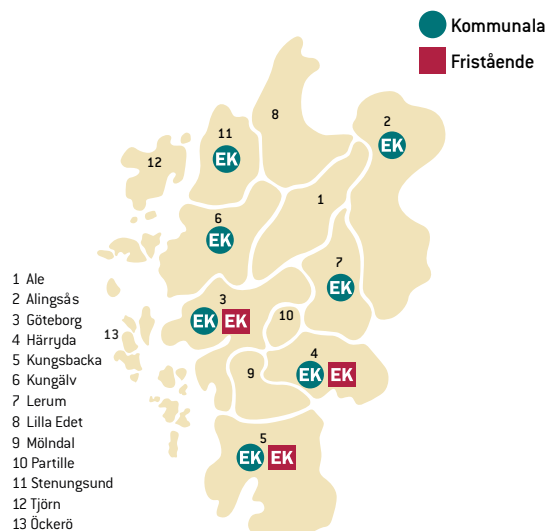 Kommunala
Fristående
8
2
EK
11
EK
12
1
6
EK
7
EK
3
EK EK
10
13
4
EK EK
9
5
EK EK
1 Ale
2 Alingsås
3 Göteborg
4 Härryda
5 Kungsbacka
6 Kungälv
7 Lerum
8 Lilla Edet
9 Mölndal
10 Partille
11 Stenungsund
12 Tjörn
13 Öckerö